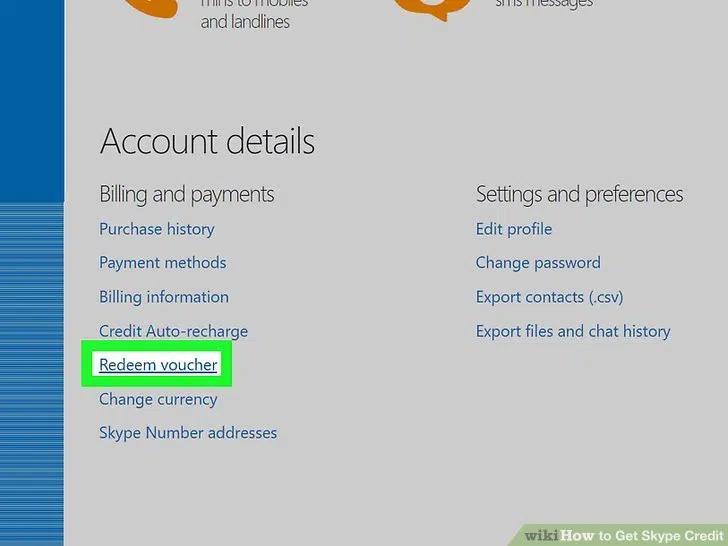 mins to mobiles
and landlines
sms messages
Account details
Billing and payments
Purchase history
Payment methods
Billing information
Credit Auto-recharge
Redeem voucher
Change currency
Skype Number addresses
Settings and preferences
Edit profile
Change password
Export contacts (.csv)
Export files and chat history
wikiHow to Get Skype Credit